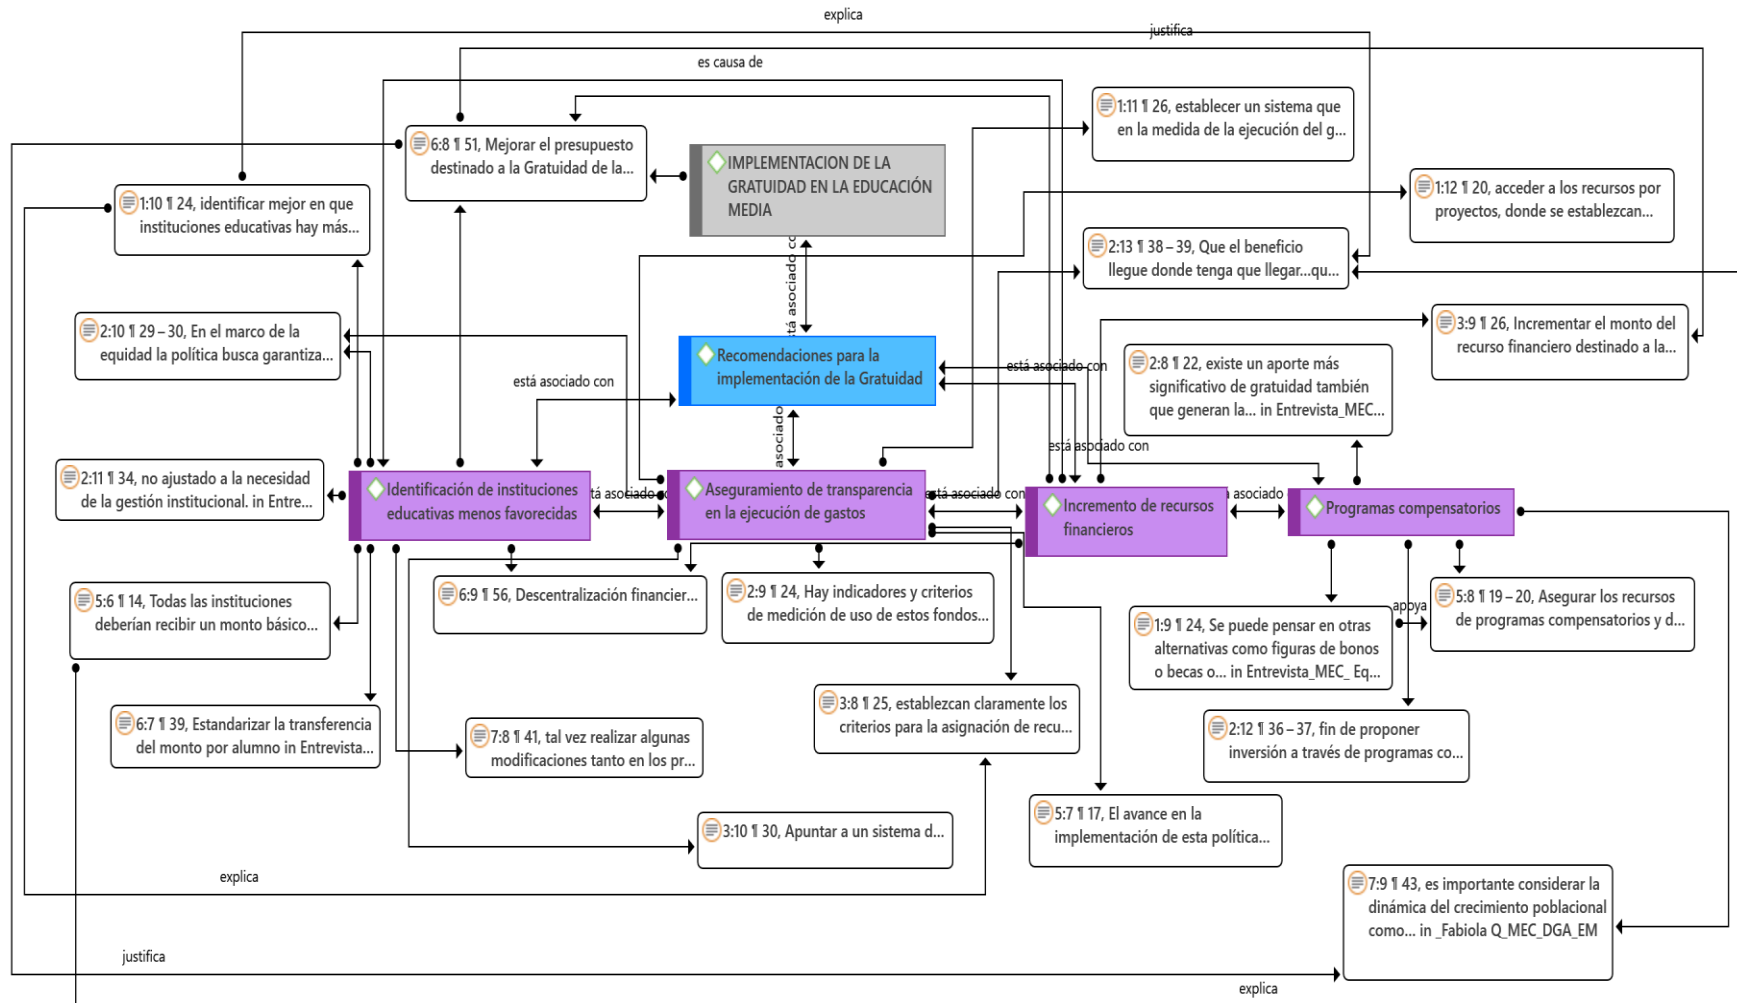 explica
justifica
es causa de
1:11 ¶ 26, establecer un sistema que
en la medida de la ejecución del g...
6:8 ¶ 51, Mejorar el presupuesto
destinado a la Gratuidad de la...
IMPLEMENTACION DE LA
GRATUIDAD EN LA EDUCACIÓN
MEDIA
1:12 ¶ 20, acceder a los recursos por
proyectos, donde se establezcan...
1:10 ¶ 24, identificar mejor en que
instituciones educativas hay más...
2:13 ¶ 38 – 39, Que el beneficio
llegue donde tenga que llegar...qu...
tá asociado co
3:9 ¶ 26, Incrementar el monto del
recurso financiero destinado a la...
2:10 ¶ 29 – 30, En el marco de la
equidad la política busca garantiza...
Recomendaciones para la
implementación de la Gratuidad
2:8 ¶ 22, existe un aporte más
significativo de gratuidad también
que generan la... in Entrevista_MEC...
está asociado con
está asociado con
asociado
está asociado con
2:11 ¶ 34, no ajustado a la necesidad
de la gestión institucional. in Entre...
Identificación de instituciones
educativas menos favorecidas
tá asociado co
Aseguramiento de transparencia
en la ejecución de gastos
está asociado con
Incremento de recursos
financieros
asociado
Programas compensatorios
5:6 ¶ 14, Todas las instituciones
deberían recibir un monto básico...
6:9 ¶ 56, Descentralización financier...
2:9 ¶ 24, Hay indicadores y criterios
de medición de uso de estos fondos...
1:9 ¶ 24, Se puede pensar en otras
alternativas como figuras de bonos
o becas o... in Entrevista_MEC_ Eq...
apoya
5:8 ¶ 19 – 20, Asegurar los recursos
de programas compensatorios y d...
6:7 ¶ 39, Estandarizar la transferencia
del monto por alumno in Entrevista...
7:8 ¶ 41, tal vez realizar algunas
modificaciones tanto en los pr...
3:8 ¶ 25, establezcan claramente los
criterios para la asignación de recu...
2:12 ¶ 36 – 37, fin de proponer
inversión a través de programas co...
3:10 ¶ 30, Apuntar a un sistema d...
5:7 ¶ 17, El avance en la
implementación de esta política...
explica
7:9 ¶ 43, es importante considerar la
dinámica del crecimiento poblacional
como... in _Fabiola Q_MEC_DGA_EM
justifica
explica